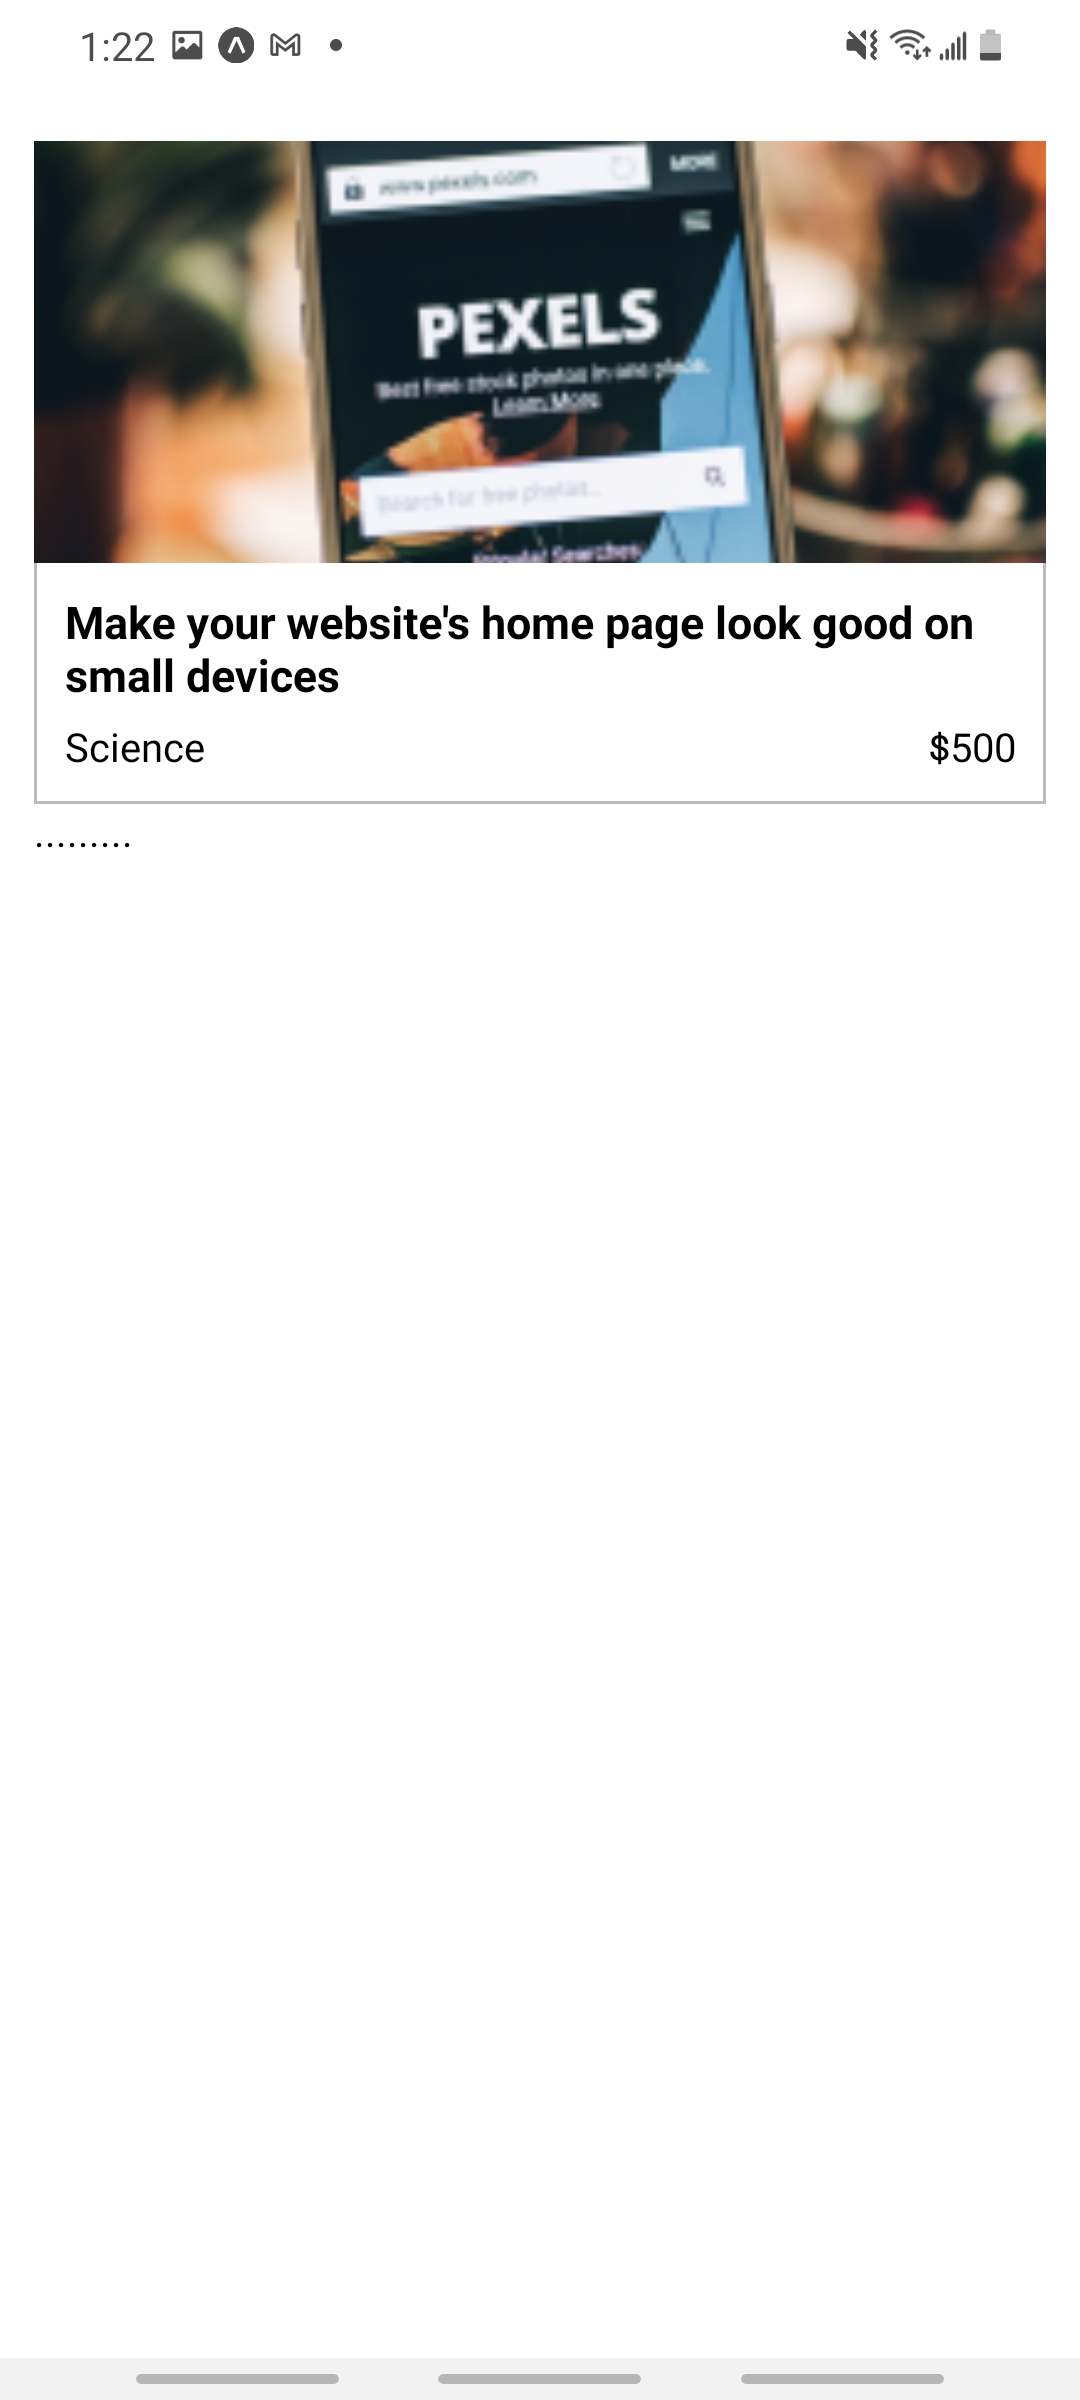 1:22
www.pexels.com
MORE
PEXELS
Best free stock photos in one place.
Learn More
Search for free photos...
Popular Searches
Make your website's home page look good on
small devices
Science $500
.........